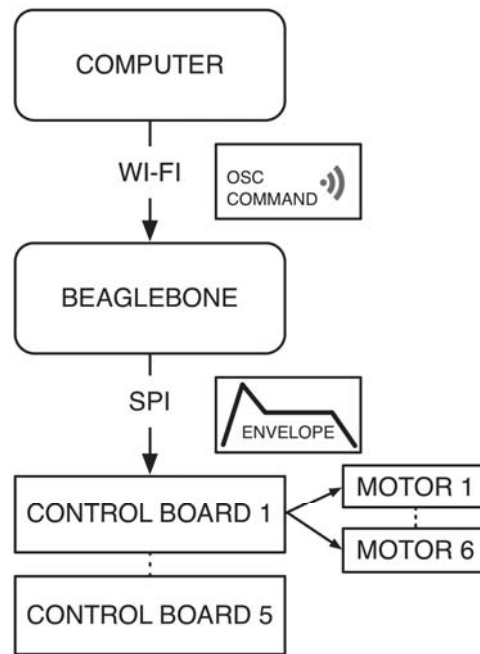 COMPUTER
WI-FI
OSC
COMMAND
BEAGLEBONE
SPI
ENVELOPE
CONTROL BOARD 1
MOTOR 1
MOTOR 6
CONTROL BOARD 5